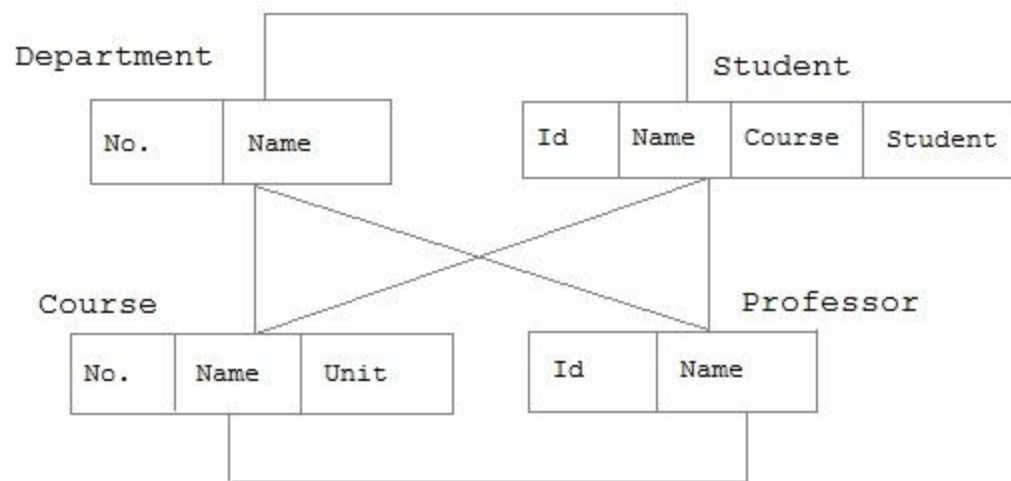 Department
Student
No. Name
Id Name Course Student
Course
Professor
No. Name Unit
Id Name